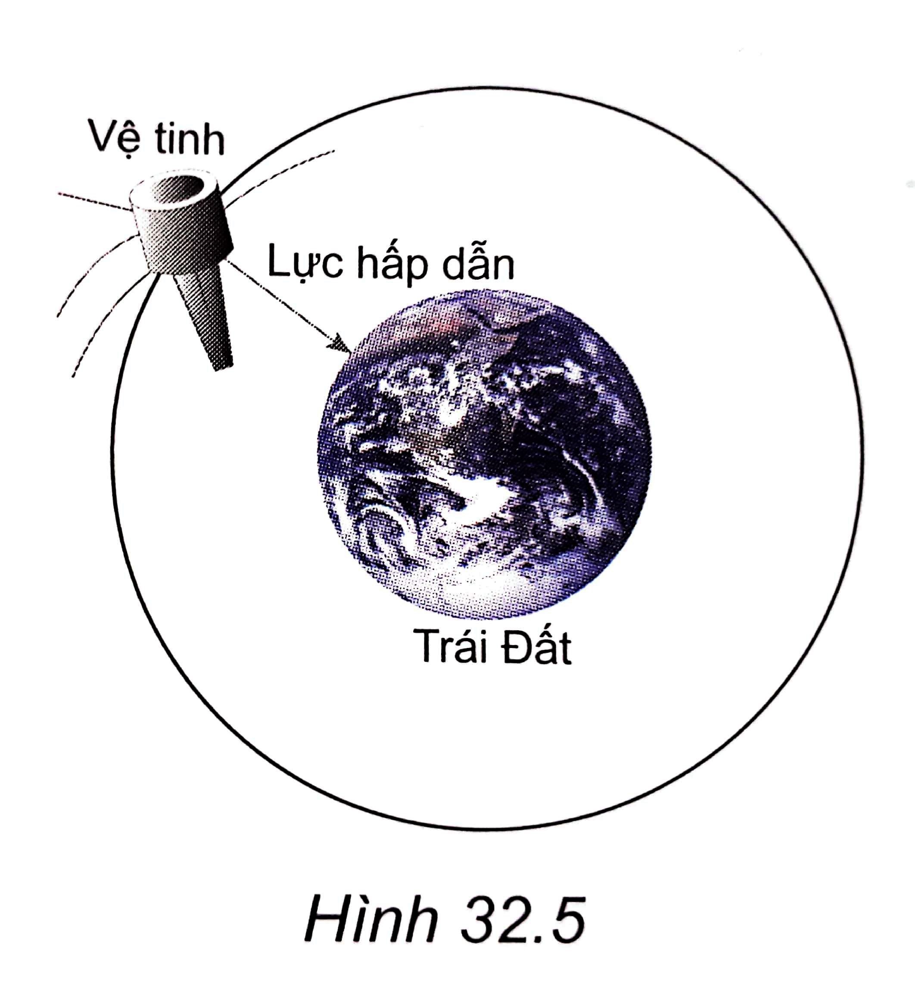 Vệ tinh
Lực hấp dẫn
Trái Đất
Hình 32.5